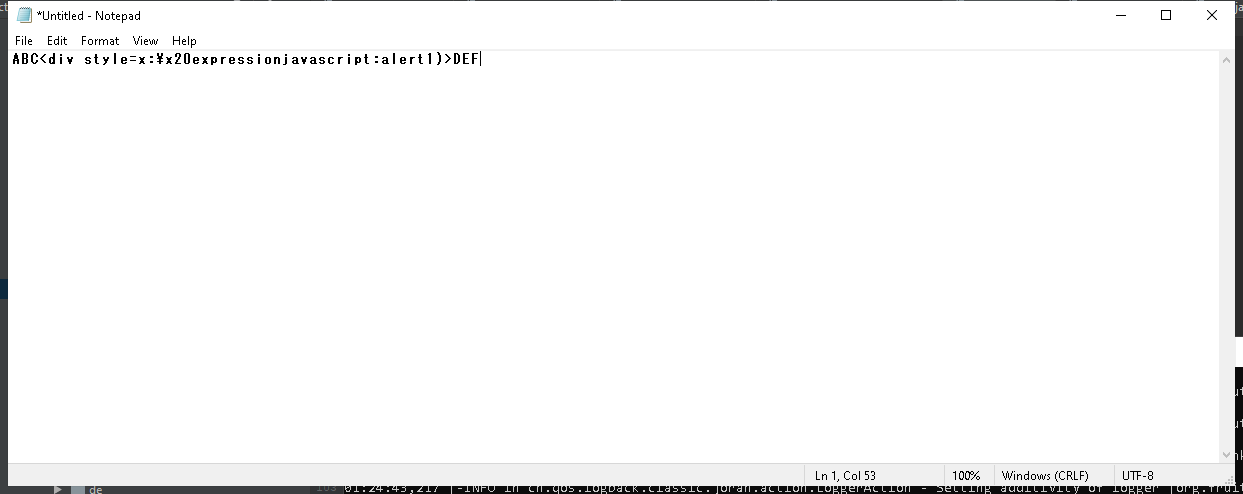 *Untitled - Notepad
File Edit Format View Help
ABC<div style=x:¥x20expressionjavascript:alert1)>DEF
Ln 1, Col 53 100% Windows (CRLF) UTF-8
de
01:24:43,217 |-INFO in ch.qos.logback.classic.joran.action.LoggerAction - Setting additivity of logger